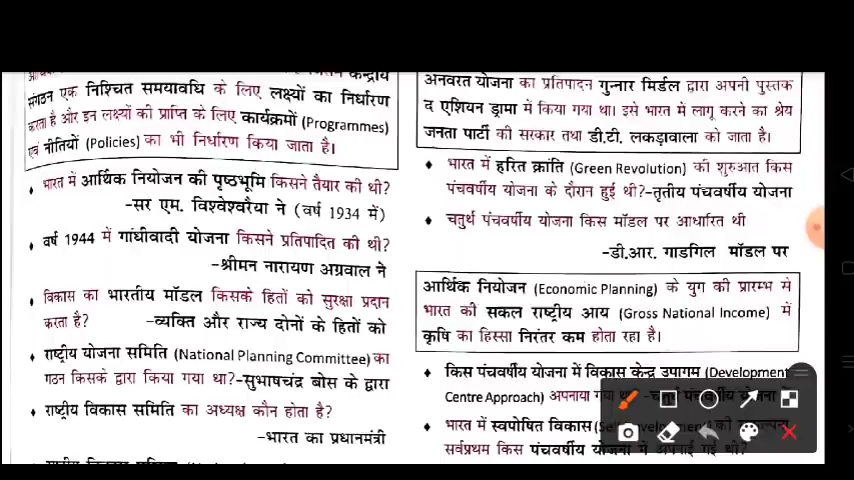 केन्द्रीय
संगठन एक निश्चित समयावधि के लिए लक्ष्यों का निर्धारण
करता है और इन लक्ष्यों की प्राप्ति के लिए कार्यक्रमों (Programmes)
एवं नीतियों (Policies) का भी निर्धारण किया जाता है।
♦ भारत में आर्थिक नियोजन की पृष्ठभूमि किसने तैयार की थी?
-सर एम. विश्वेश्वरैया ने (वर्ष 1934 में)
♦ वर्ष 1944 में गांधीवादी योजना किसने प्रतिपादित की थी?
-श्रीमन नारायण अग्रवाल ने
♦ विकास का भारतीय मॉडल किसके हितों को सुरक्षा प्रदान
करता है? -व्यक्ति और राज्य दोनों के हितों को
♦ राष्ट्रीय योजना समिति (National Planning Committee) का
गठन किसके द्वारा किया गया था?-सुभाषचंद्र बोस के द्वारा
♦ राष्ट्रीय विकास समिति का अध्यक्ष कौन होता है?
-भारत का प्रधानमंत्री
अनवरत योजना का प्रतिपादन गुन्नार मिर्डल द्वारा अपनी पुस्तक
द एशियन ड्रामा में किया गया था। इसे भारत में लागू करने का श्रेय
जनता पार्टी की सरकार तथा डी.टी. लकड़ावाला को जाता है।
♦ भारत में हरित क्रांति (Green Revolution) की शुरुआत किस
पंचवर्षीय योजना के दौरान हुई थी?-तृतीय पंचवर्षीय योजना
♦ चतुर्थ पंचवर्षीय योजना किस मॉडल पर आधारित थी
-डी.आर. गाडगिल मॉडल पर
आर्थिक नियोजन (Economic Planning) के युग की प्रारम्भ से
भारत की सकल राष्ट्रीय आय (Gross National Income) में
कृषि का हिस्सा निरंतर कम होता रहा है।
♦ किस पंचवर्षीय योजना में विकास केन्द्र उपागम (Development
Centre Approach) अपनाया गया था -चतुर्थ पंचवर्षीय योजना
♦ भारत में स्वपोषित विकास
सर्वप्रथम किस पंचवर्षीय योजना में अपनाई गई थी?